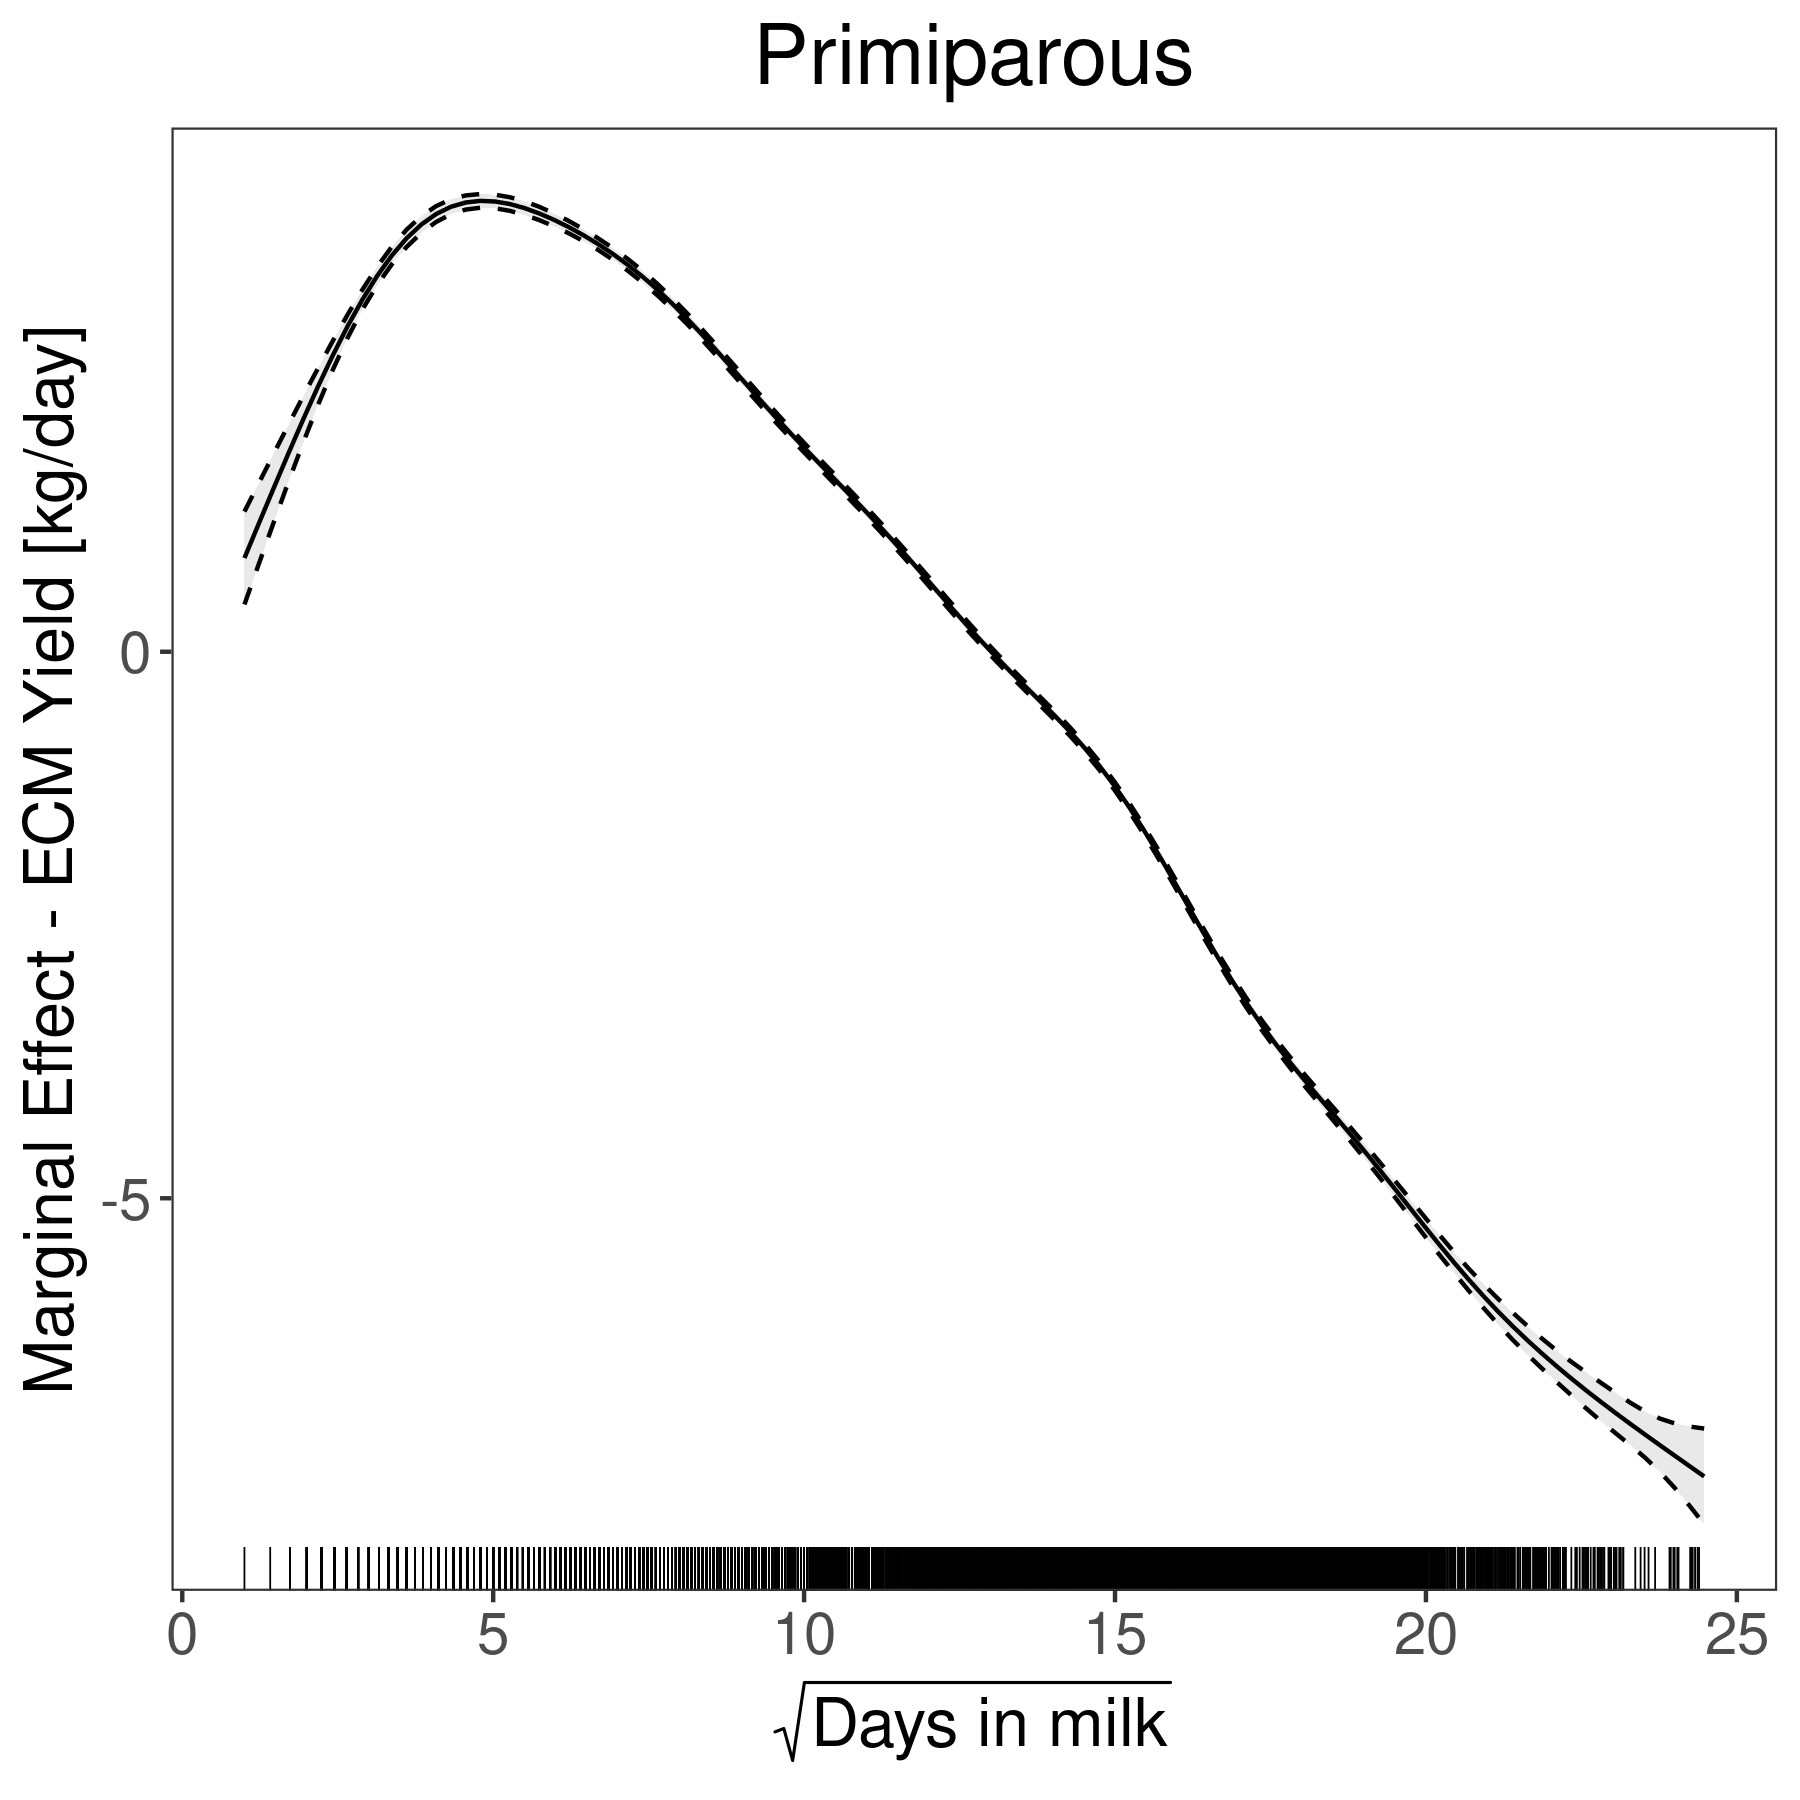 Primiparous
Marginal Effect - ECM Yield [kg/day]
0
-5
0 5 10 15 20 25
√Days in milk